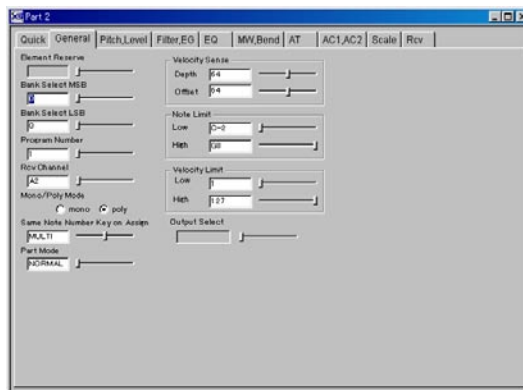 Part 2
Quick General Pitch,Level Filter,EG EQ MW,Bend AT AC1,AC2 Scale Rcv
Element Reserve
Bank Select MSB
0
Bank Select LSB
0
Program Number
1
Rcv Channel
A2
Mono/Poly Mode
mono poly
Same Note Number Key on Assign
MULTI
Part Mode
NORMAL
Velocity Sense
Depth 64
Offset 64
Note Limit
Low C-2
High G8
Velocity Limit
Low 1
High 127
Output Select